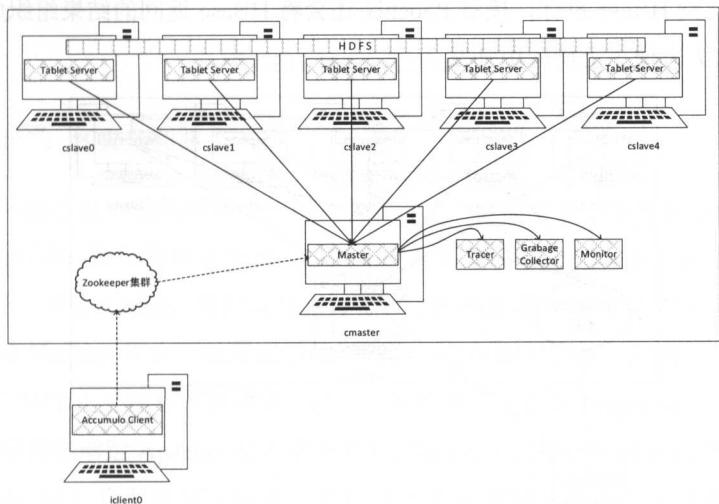 HDFS
Tablet Server
Tablet Server
Tablet Server
Tablet Server
Tablet Server
cslave0
cslave1
cslave2
cslave3
cslave4
Master
Tracer
Grabage
Collector
Monitor
Zookeeper集群
cmaster
Accumulo Client
iclient0